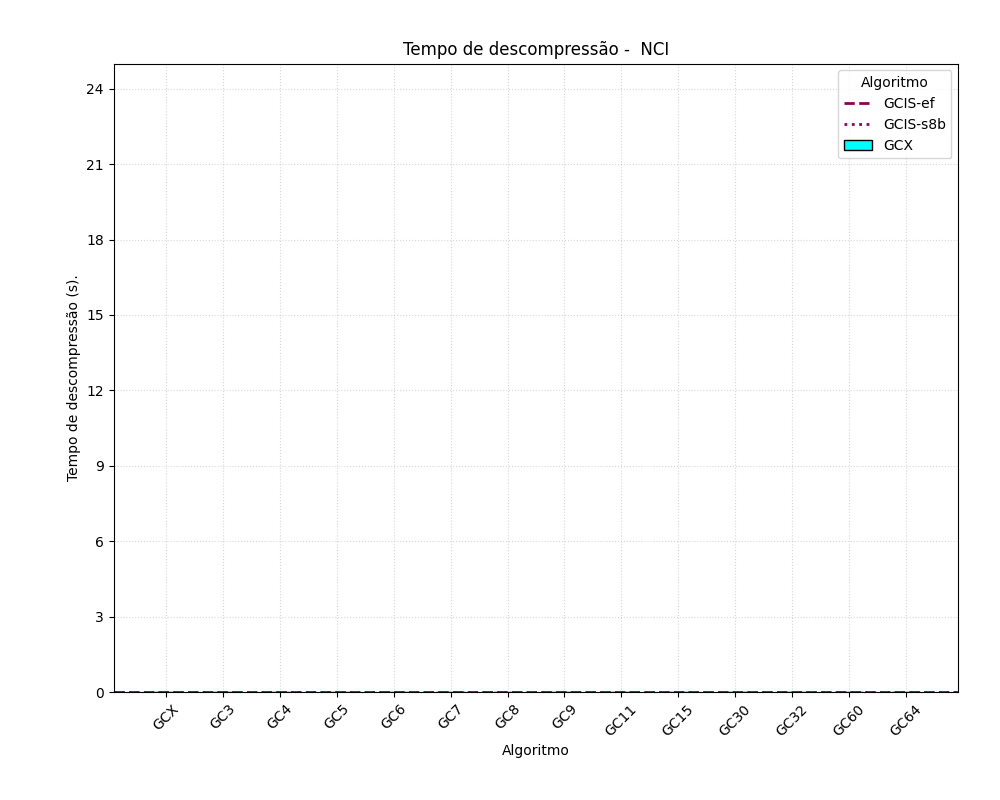 Tempo de descompressão -  NCI
Algoritmo
GCIS-ef
GCIS-s8b
GCX
Tempo de descompressão (s).
24
21
18
15
12
9
6
3
0
GCX
GC3
GC4
GC5
GC6
GC7
GC8
GC9
GC11
GC15
GC30
GC32
GC60
GC64
Algoritmo